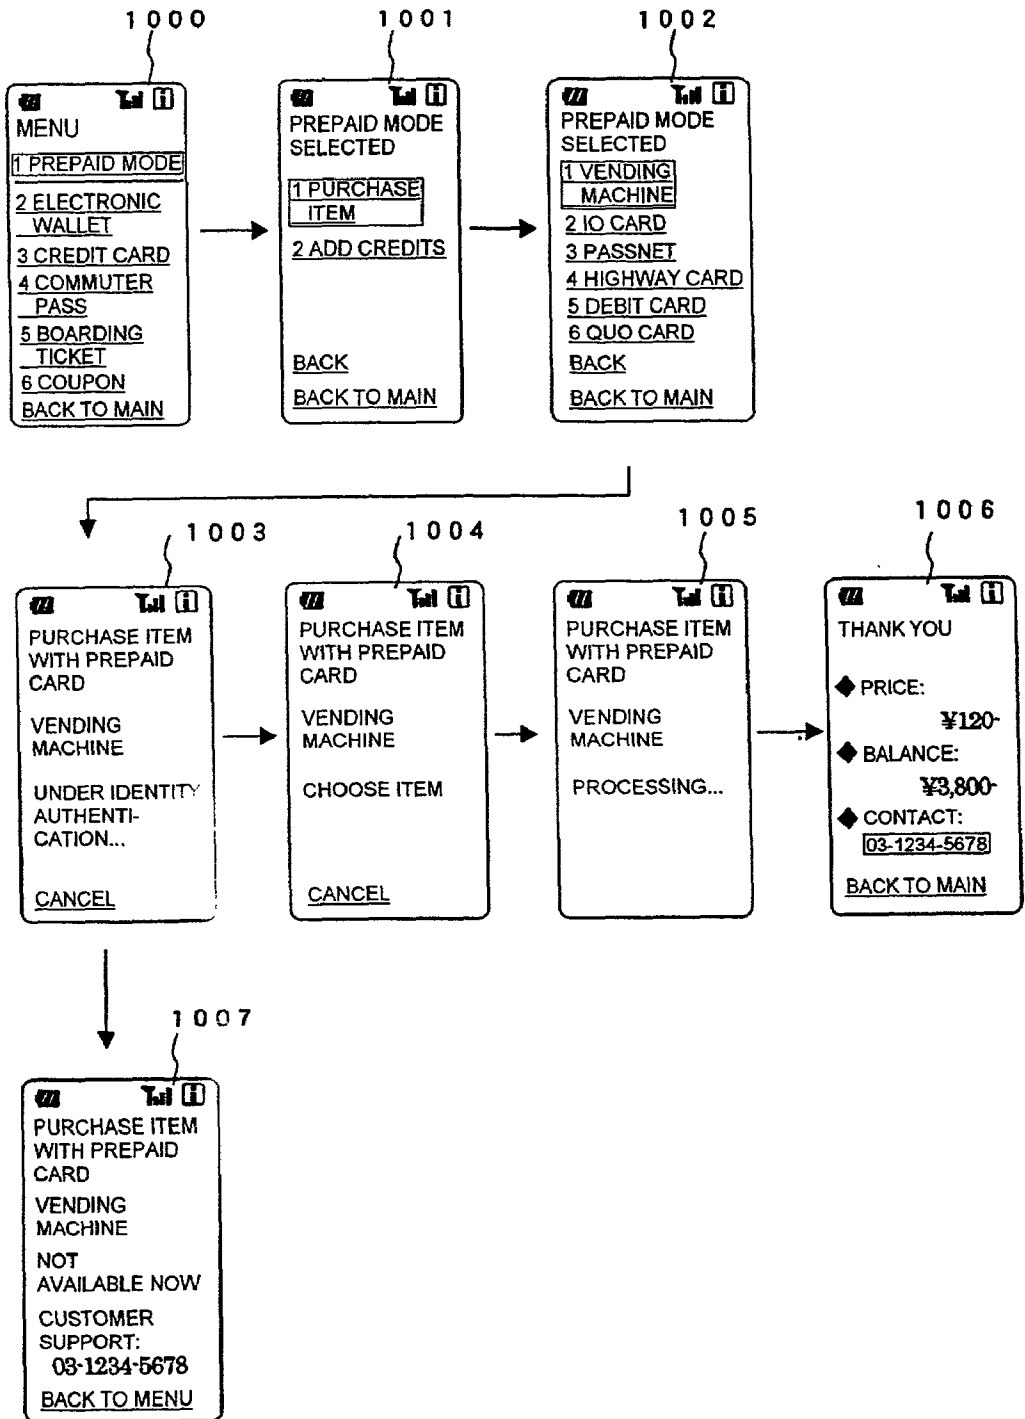 1000
MENU
1 PREPAID MODE
2 ELECTRONIC
WALLET
3 CREDIT CARD
4 COMMUTER
PASS
5 BOARDING
TICKET
6 COUPON
BACK TO MAIN
1001
PREPAID MODE
SELECTED
1 PURCHASE
ITEM
2 ADD CREDITS
BACK
BACK TO MAIN
1002
PREPAID MODE
SELECTED
1 VENDING
MACHINE
2 IO CARD
3 PASSNET
4 HIGHWAY CARD
5 DEBIT CARD
6 QUO CARD
BACK
BACK TO MAIN
1003
PURCHASE ITEM
WITH PREPAID
CARD
VENDING
MACHINE
UNDER IDENTITY
AUTHENTI-
CATION...
CANCEL
1004
PURCHASE ITEM
WITH PREPAID
CARD
VENDING
MACHINE
CHOOSE ITEM
CANCEL
1005
PURCHASE ITEM
WITH PREPAID
CARD
VENDING
MACHINE
PROCESSING...
1006
THANK YOU
◆ PRICE:
¥120-
◆ BALANCE:
¥3,800-
◆ CONTACT:
03-1234-5678
BACK TO MAIN
1007
PURCHASE ITEM
WITH PREPAID
CARD
VENDING
MACHINE
NOT
AVAILABLE NOW
CUSTOMER
SUPPORT:
03-1234-5678
BACK TO MENU